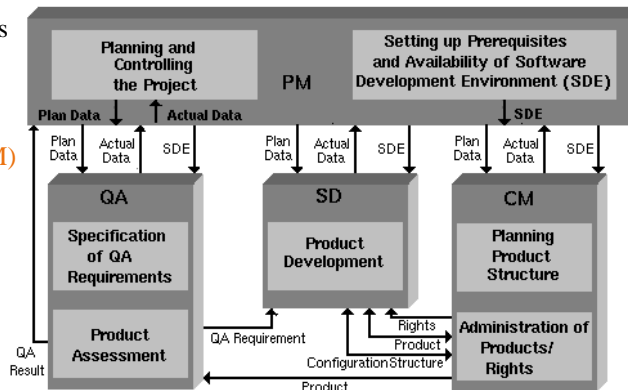 s
Planning and
Controlling
the Project
Setting up Prerequisites
and Availability of Software
Development Environment (SDE)
PM
Plan Data
Actual Data
SDE
M)
Plan
Data
Actual
Data
SDE
Plan
Data
Actual
Data
SDE
Plan
Data
Actual
Data
SDE
QA
SD
CM
Specification
of QA
Requirements
Product
Development
Planning
Product
Structure
Product
Assessment
Administration of
Products/
Rights
QA
Result
QA Requirement
Rights
Product
Configuration Structure
Product